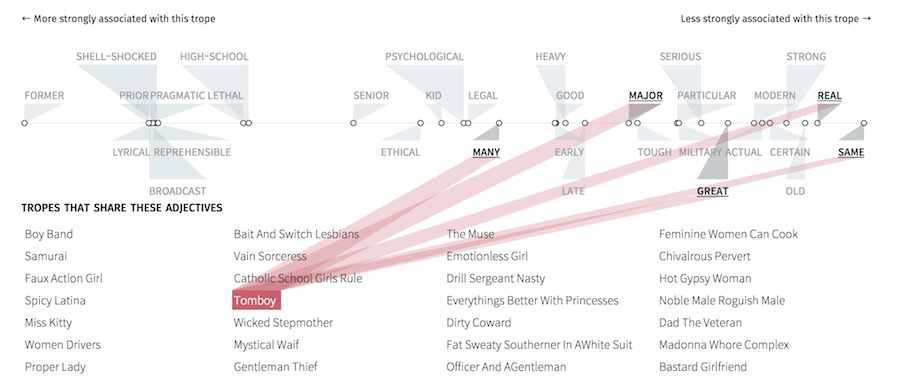 ← More strongly associated with this trope Less strongly associated with this trope →
SHELL-SHOCKED HIGH-SCHOOL PSYCHOLOGICAL HEAVY SERIOUS STRONG
FORMER PRIOR PRAGMATIC LETHAL SENIOR KID LEGAL GOOD MAJOR PARTICULAR MODERN REAL
LYRICAL REPREHENSIBLE ETHICAL MANY EARLY TOUGH MILITARY ACTUAL CERTAIN SAME
BROADCAST LATE GREAT OLD
TROPES THAT SHARE THESE ADJECTIVES
Boy Band Bait And Switch Lesbians The Muse Feminine Women Can Cook
Samurai Vain Sorceress Emotionless Girl Chivalrous Pervert
Faux Action Girl Catholic School Girls Rule Drill Sergeant Nasty Hot Gypsy Woman
Spicy Latina Tomboy Everythings Better With Princesses Noble Male Roguish Male
Miss Kitty Wicked Stepmother Dirty Coward Dad The Veteran
Women Drivers Mystical Waif Fat Sweaty Southerner In AWhite Suit Madonna Whore Complex
Proper Lady Gentleman Thief Officer And AGentleman Bastard Girlfriend